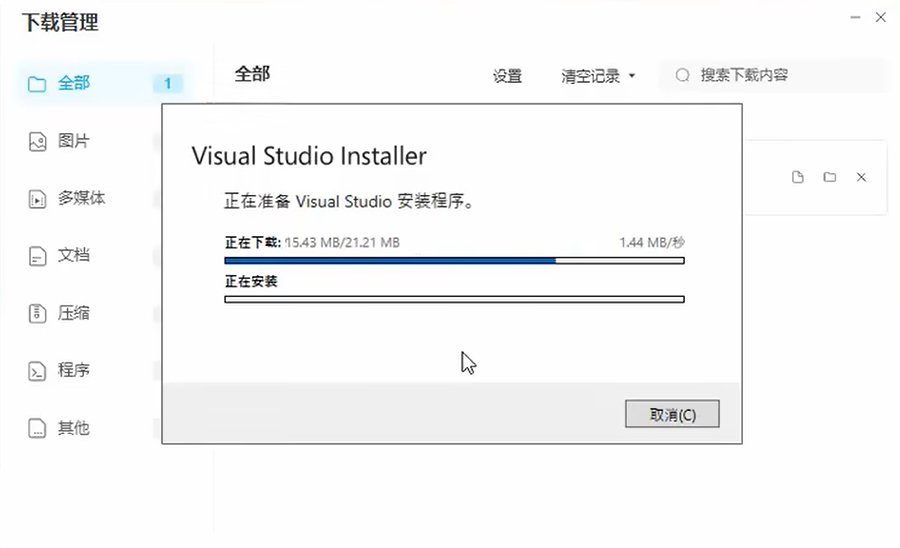 下载管理
全部 1
图片
多媒体
文档
压缩
程序
其他
全部 设置 清空记录 搜索下载内容
Visual Studio Installer
正在准备 Visual Studio 安装程序。
正在下载: 15.43 MB/21.21 MB 1.44 MB/秒
正在安装
取消(C)